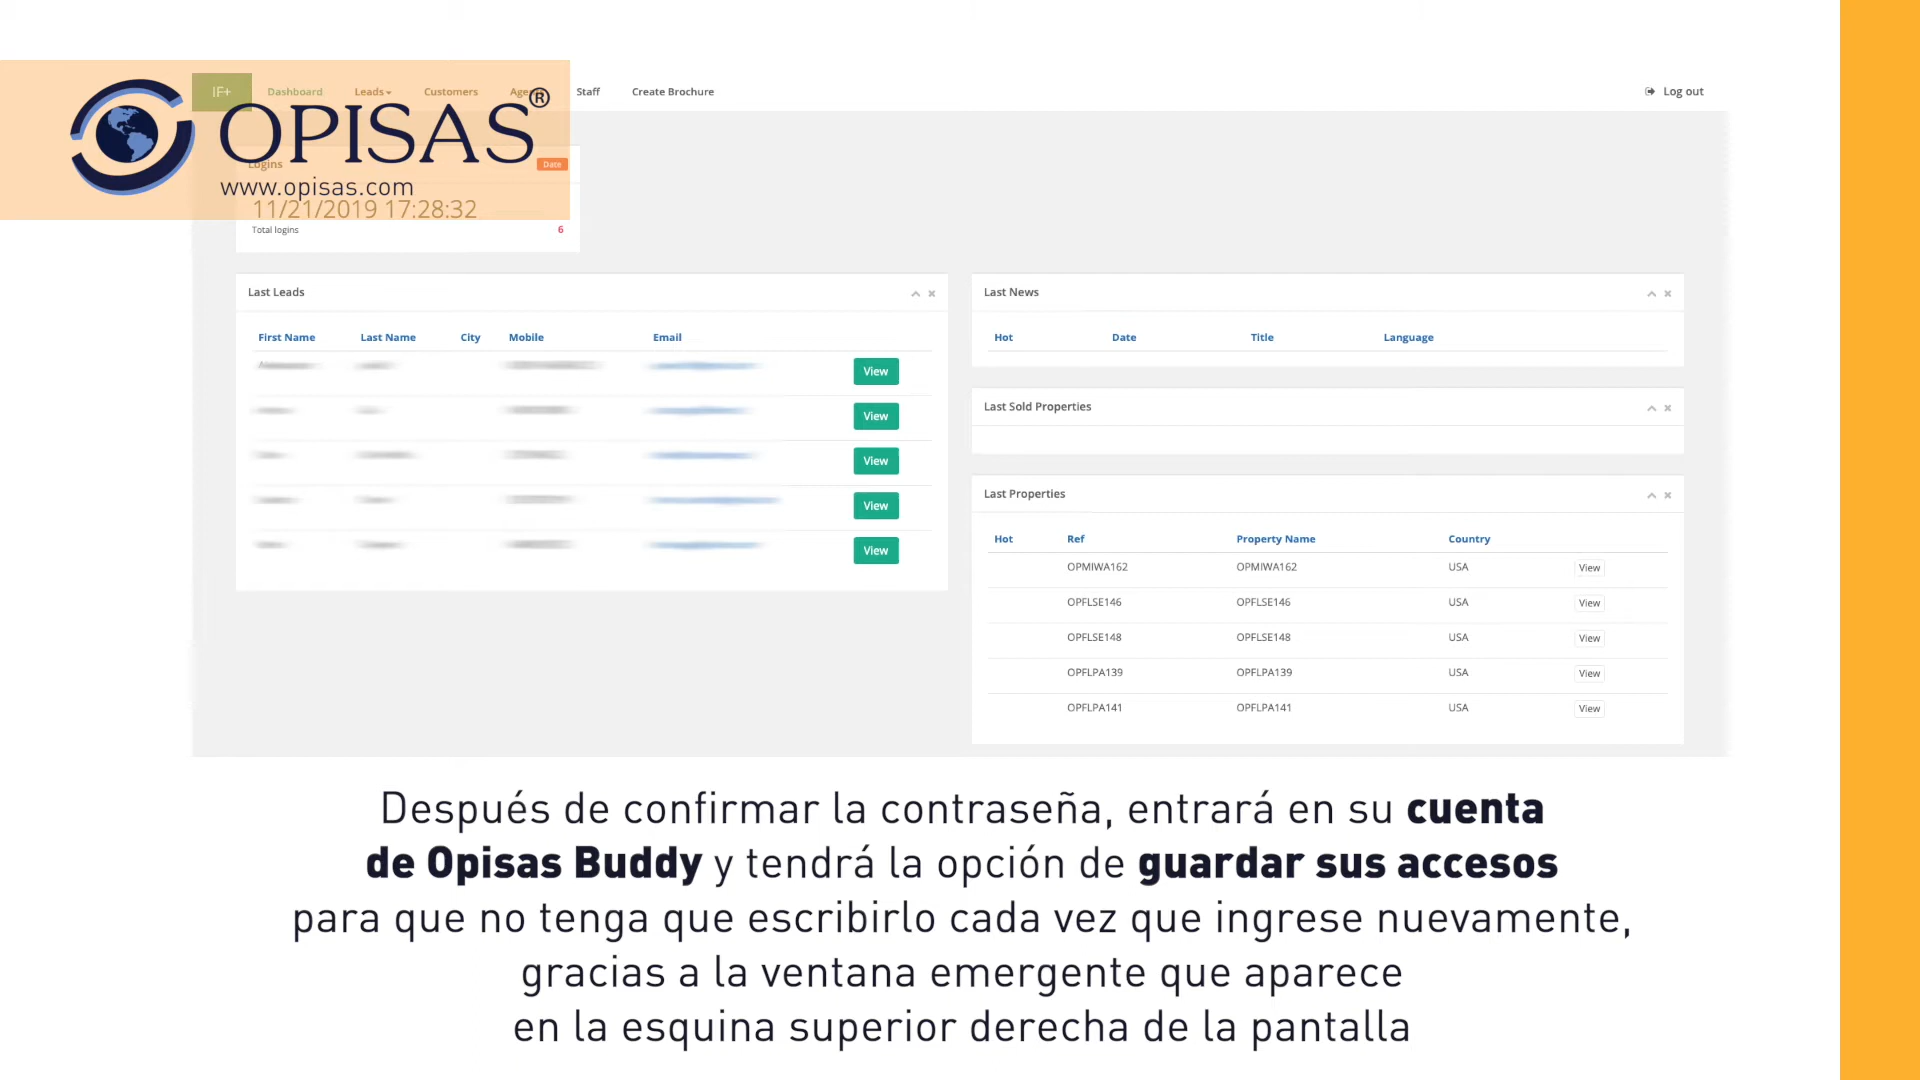 IF+ Dashboard Leads Customers Agents Staff Create Brochure Log out
OPISAS®
www.opisas.com
Logins Date
11/21/2019 17:28:32
Total logins 6
Last Leads
First Name Last Name City Mobile Email
View
View
View
View
View
Last News
Hot Date Title Language
Last Sold Properties
Last Properties
Hot Ref Property Name Country
OPMIWA162 OPMIWA162 USA View
OPFLSE146 OPFLSE146 USA View
OPFLSE148 OPFLSE148 USA View
OPFLPA139 OPFLPA139 USA View
OPFLPA141 OPFLPA141 USA View
Después de confirmar la contraseña, entrará en su cuenta
de Opisas Buddy y tendrá la opción de guardar sus accesos
para que no tenga que escribirlo cada vez que ingrese nuevamente,
gracias a la ventana emergente que aparece
en la esquina superior derecha de la pantalla